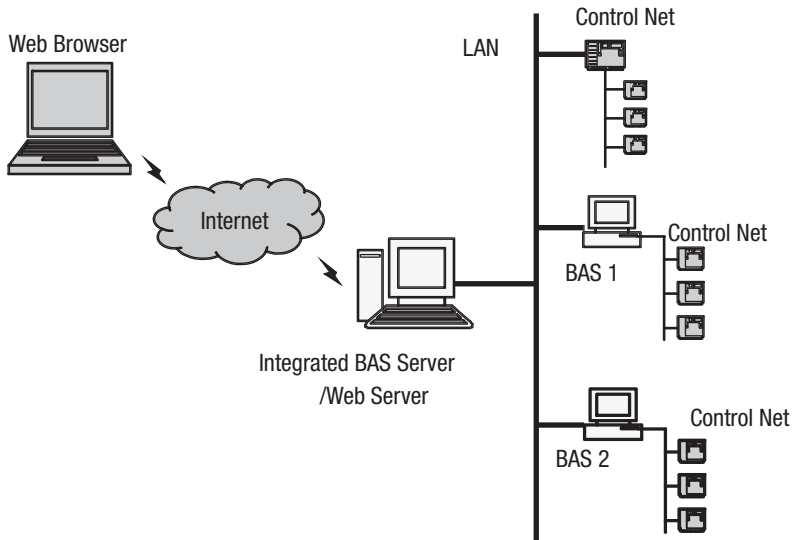 Control Net
Web Browser
LAN
Internet
Control Net
BAS 1
Integrated BAS Server
/Web Server
Control Net
BAS 2